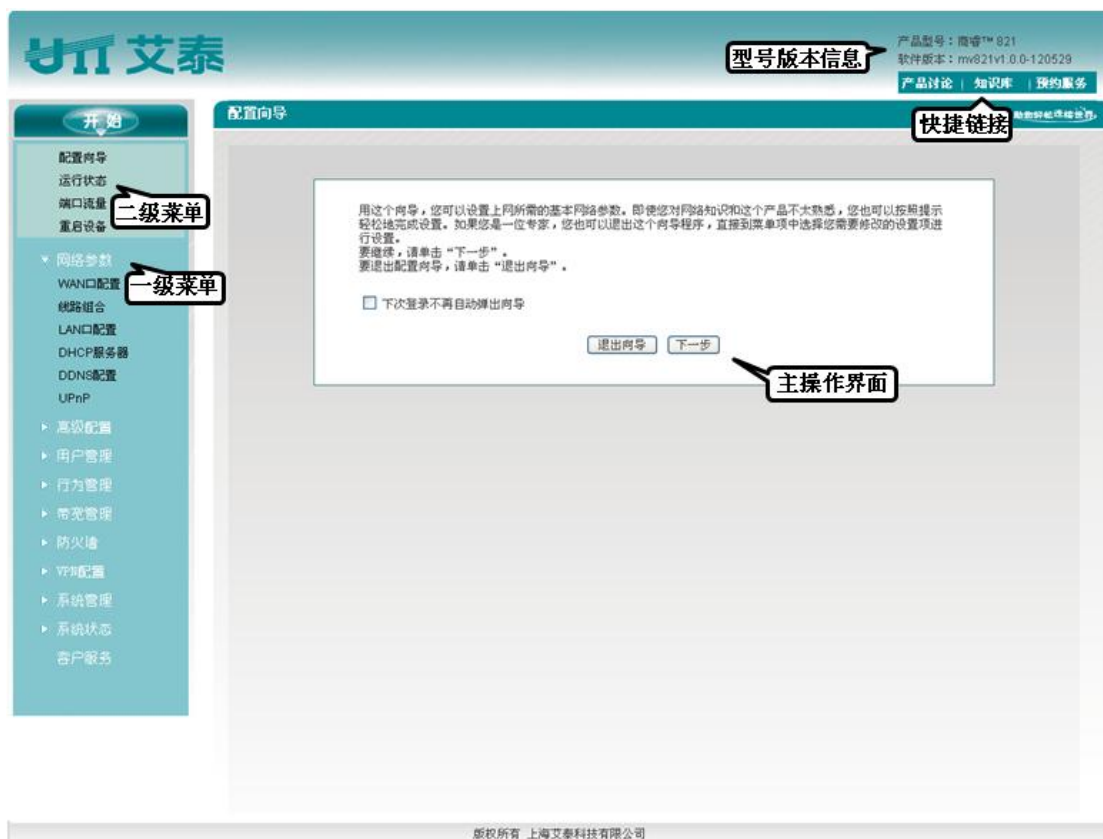 UTT 艾泰
产品型号：商睿™ 821
软件版本：mv821v1.0.0-120529
型号版本信息
产品讨论 | 知识库 | 预约服务
快捷链接
开始
配置向导
配置向导
运行状态
端口流量
重启设备
二级菜单
网络参数
一级菜单
WAN口配置
线路组合
LAN口配置
DHCP服务器
DDNS配置
UPnP
高级配置
用户管理
行为管理
带宽管理
防火墙
VPN配置
系统管理
系统状态
客户服务
用这个向导，您可以设置上网所需的基本网络参数。即使您对网络知识和这个产品不太熟悉，您也可以按照提示
轻松地完成设置。如果您是一位专家，您也可以退出这个向导程序，直接到菜单项中选择您需要修改的设置项进
行设置。
要继续，请单击“下一步”。
要退出配置向导，请单击“退出向导”。
下次登录不再自动弹出向导
退出向导 下一步
主操作界面
版权所有 上海艾泰科技有限公司